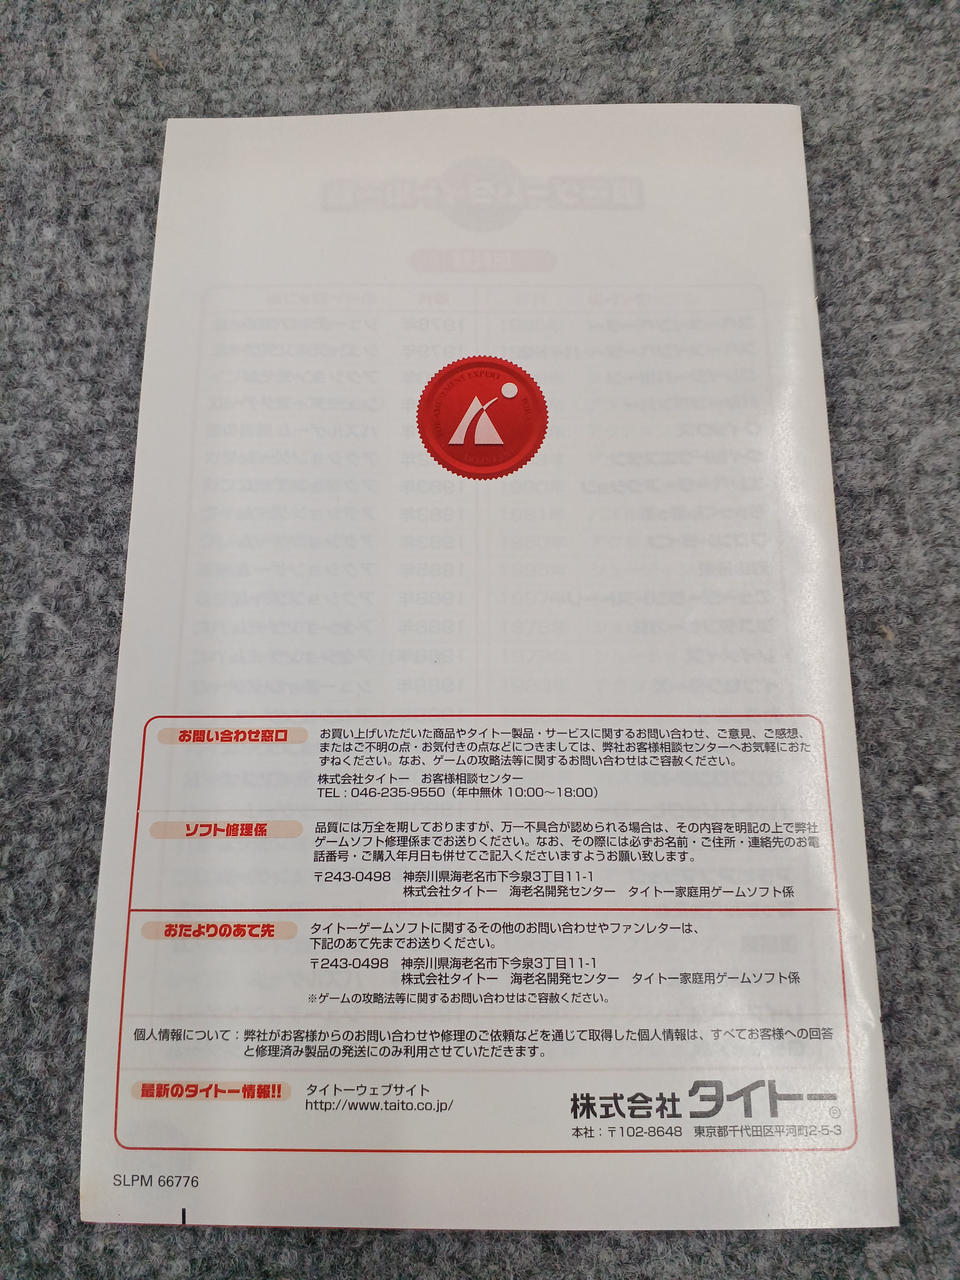 AMUSEMENT EXPERT
お問い合わせ窓口
お買い上げいただいた商品やタイトー製品・サービスに関するお問い合わせ、ご意見、ご感想、
またはご不明の点・お気付きの点などにつきましては、弊社お客様相談センターへお気軽におた
ずねください。なお、ゲームの攻略法等に関するお問い合わせはご容赦ください。
株式会社タイトー　お客様相談センター
TEL : 046-235-9550（年中無休 10:00～18:00）
ソフト修理係
品質には万全を期しておりますが、万一不具合が認められる場合は、その内容を明記の上で弊社
ゲームソフト修理係までお送りください。なお、その際には必ずお名前・ご住所・連絡先のお電
話番号・ご購入年月日も併せてご記入くださいますようお願い致します。
〒243-0498　神奈川県海老名市下今泉3丁目11-1
株式会社タイトー　海老名開発センター　タイトー家庭用ゲームソフト係
おたよりのあて先
タイトーゲームソフトに関するその他のお問い合わせやファンレターは、
下記のあて先までお送りください。
〒243-0498　神奈川県海老名市下今泉3丁目11-1
株式会社タイトー　海老名開発センター　タイトー家庭用ゲームソフト係
※ゲームの攻略法等に関するお問い合わせはご容赦ください。
個人情報について：弊社がお客様からのお問い合わせや修理のご依頼などを通じて取得した個人情報は、すべてお客様への回答
と修理済み製品の発送にのみ利用させていただきます。
最新のタイトー情報!!
タイトーウェブサイト
http://www.taito.co.jp/
株式会社 タイトー®
本社：〒102-8648　東京都千代田区平河町2-5-3
SLPM 66776